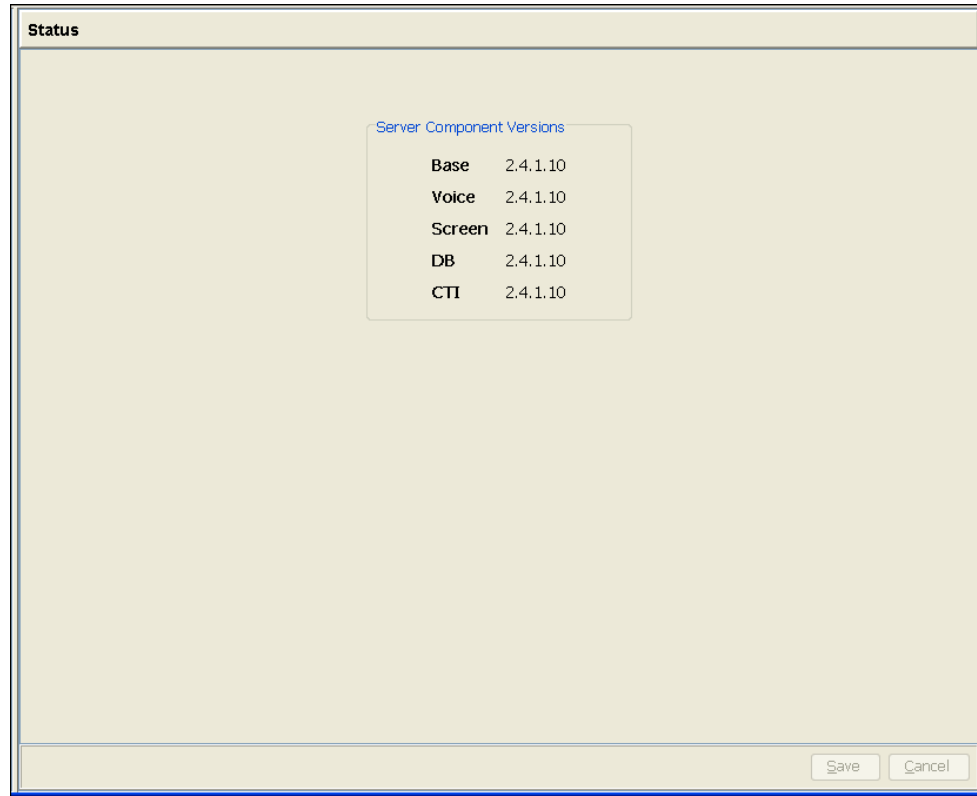 Status
Server Component Versions
Base 2.4.1.10
Voice 2.4.1.10
Screen 2.4.1.10
DB 2.4.1.10
CTI 2.4.1.10
Save Cancel